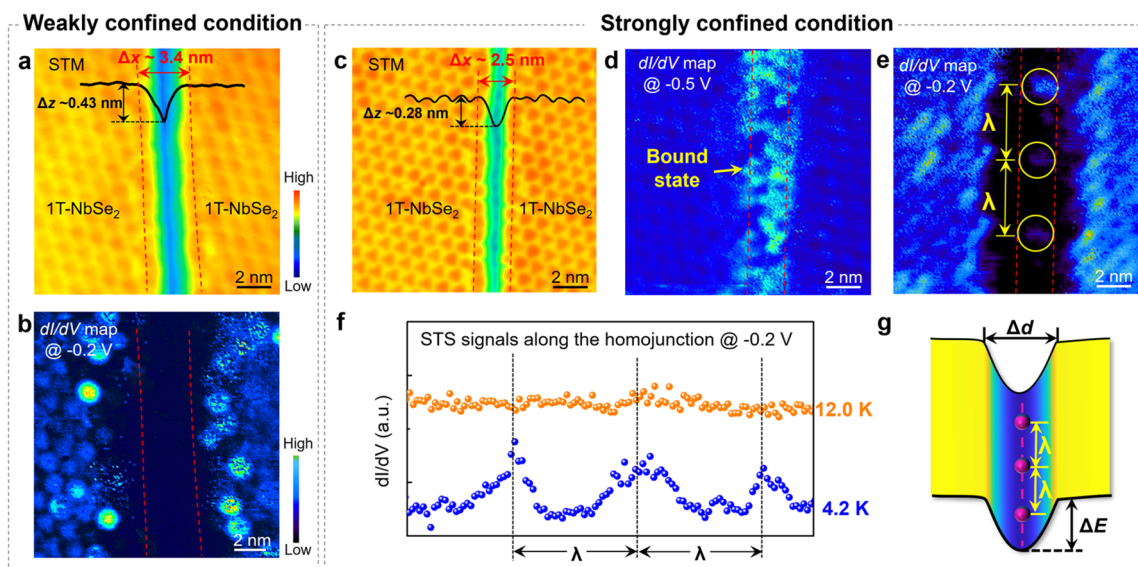 Weakly confined condition
Strongly confined condition
a
STM
Δx ~ 3.4 nm
Δz ~0.43 nm
1T-NbSe₂
1T-NbSe₂
2 nm
High
Low
b
dI/dV map
@ -0.2 V
2 nm
High
Low
c
STM
Δx ~ 2.5 nm
Δz ~0.28 nm
1T-NbSe₂
1T-NbSe₂
2 nm
d
dI/dV map
@ -0.5 V
Bound
state
2 nm
e
dI/dV map
@ -0.2 V
λ
λ
2 nm
f
STS signals along the homojunction @ -0.2 V
dI/dV (a.u.)
12.0 K
4.2 K
λ
λ
g
Δd
λ
λ
ΔE